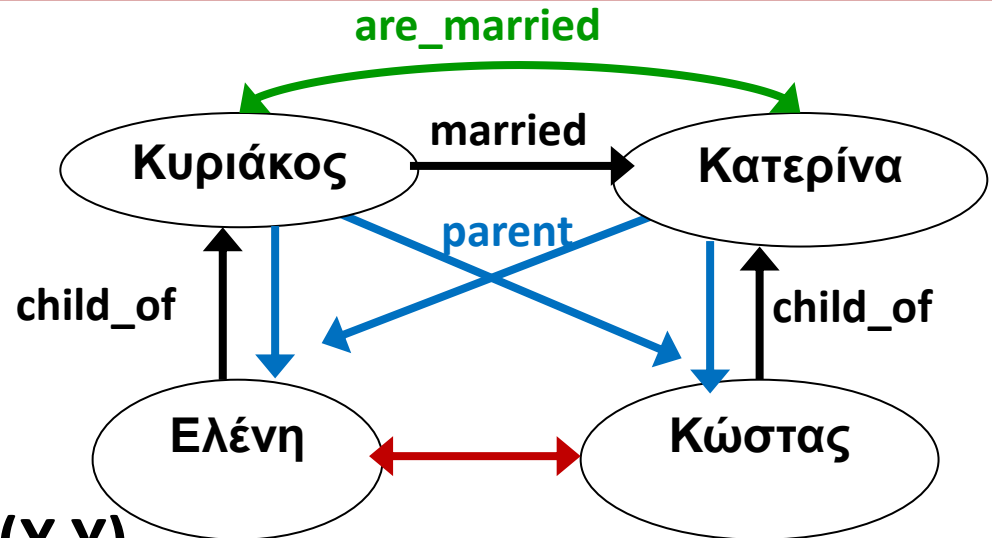 are_married
married
Κυριάκος
Κατερίνα
parent
child_of
child_of
Ελένη
Κώστας